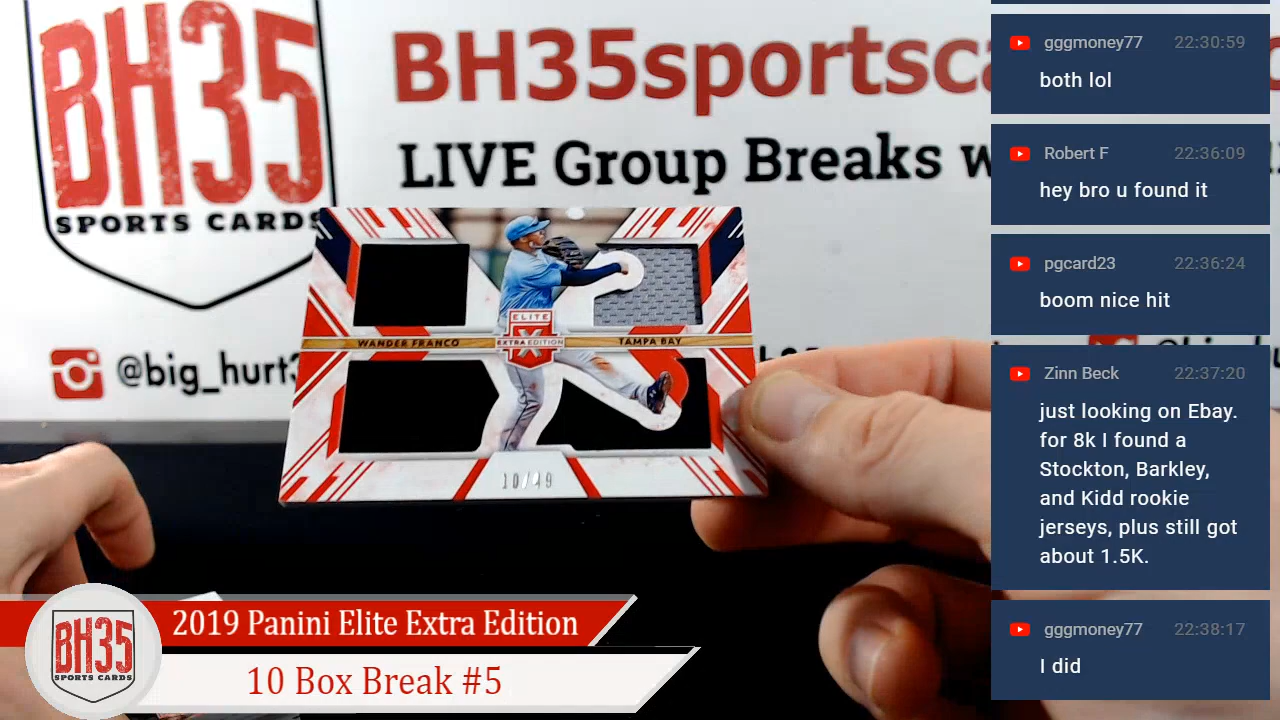 BH35
SPORTS CARDS
BH35sportsca
LIVE Group Breaks w
@big_hurt3
WANDER FRANCO
ELITE
X
EXTRA EDITION
TAMPA BAY
10/49
BH35
SPORTS CARDS
2019 Panini Elite Extra Edition
10 Box Break #5
gggmoney77 22:30:59
both lol
Robert F 22:36:09
hey bro u found it
pgcard23 22:36:24
boom nice hit
Zinn Beck 22:37:20
just looking on Ebay.
for 8k I found a
Stockton, Barkley,
and Kidd rookie
jerseys, plus still got
about 1.5K.
gggmoney77 22:38:17
I did